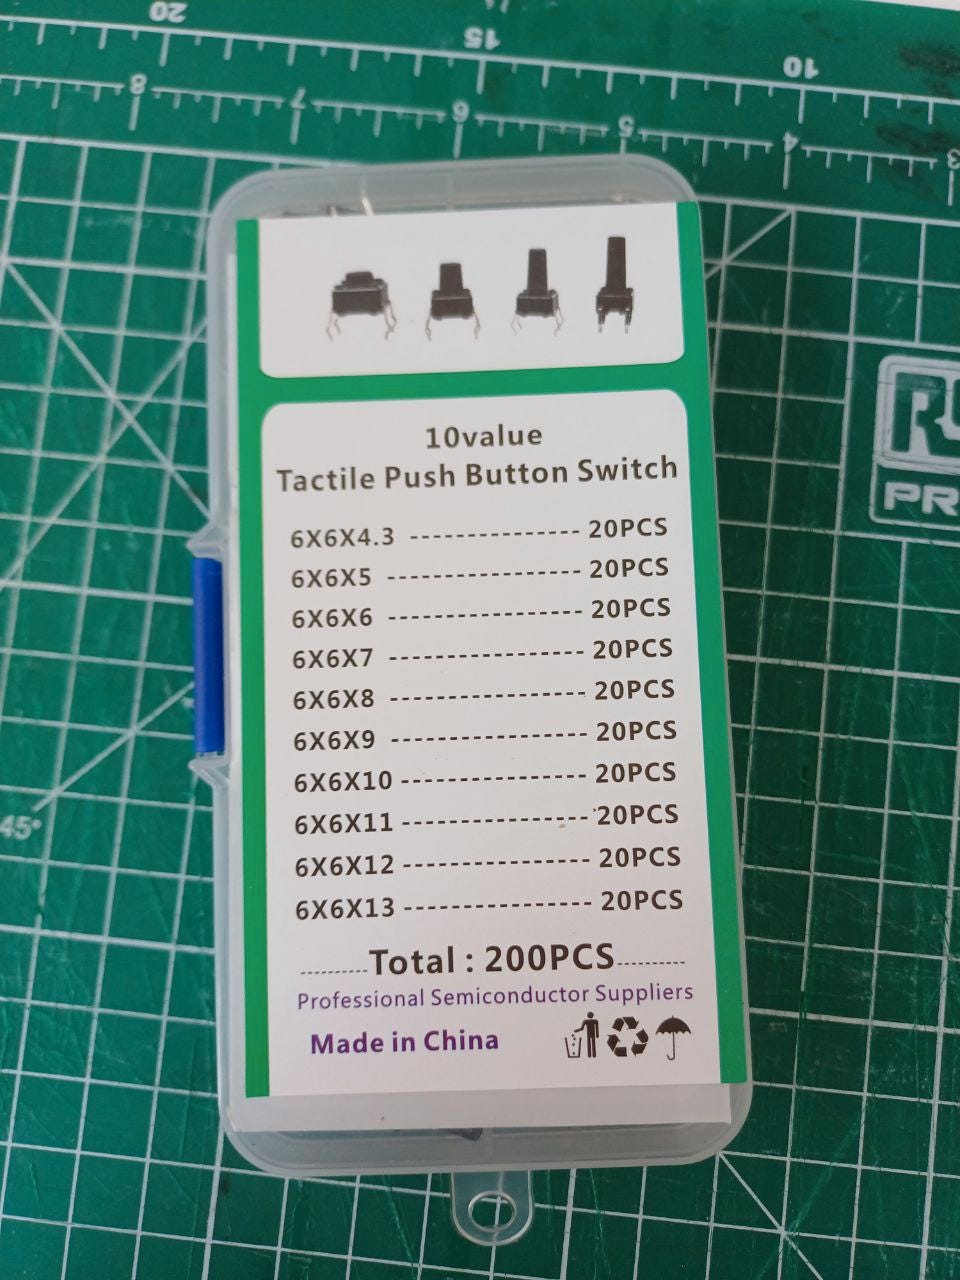 20 15 10
8 7 6 5 4 3
10value
Tactile Push Button Switch
6X6X4.3 --------------- 20PCS
6X6X5 ----------------- 20PCS
6X6X6 ----------------- 20PCS
6X6X7 ----------------- 20PCS
6X6X8 ----------------- 20PCS
6X6X9 ----------------- 20PCS
6X6X10 ---------------- 20PCS
6X6X11 ---------------- 20PCS
6X6X12 ---------------- 20PCS
6X6X13 ---------------- 20PCS
Total : 200PCS
Professional Semiconductor Suppliers
Made in China
45°
PR